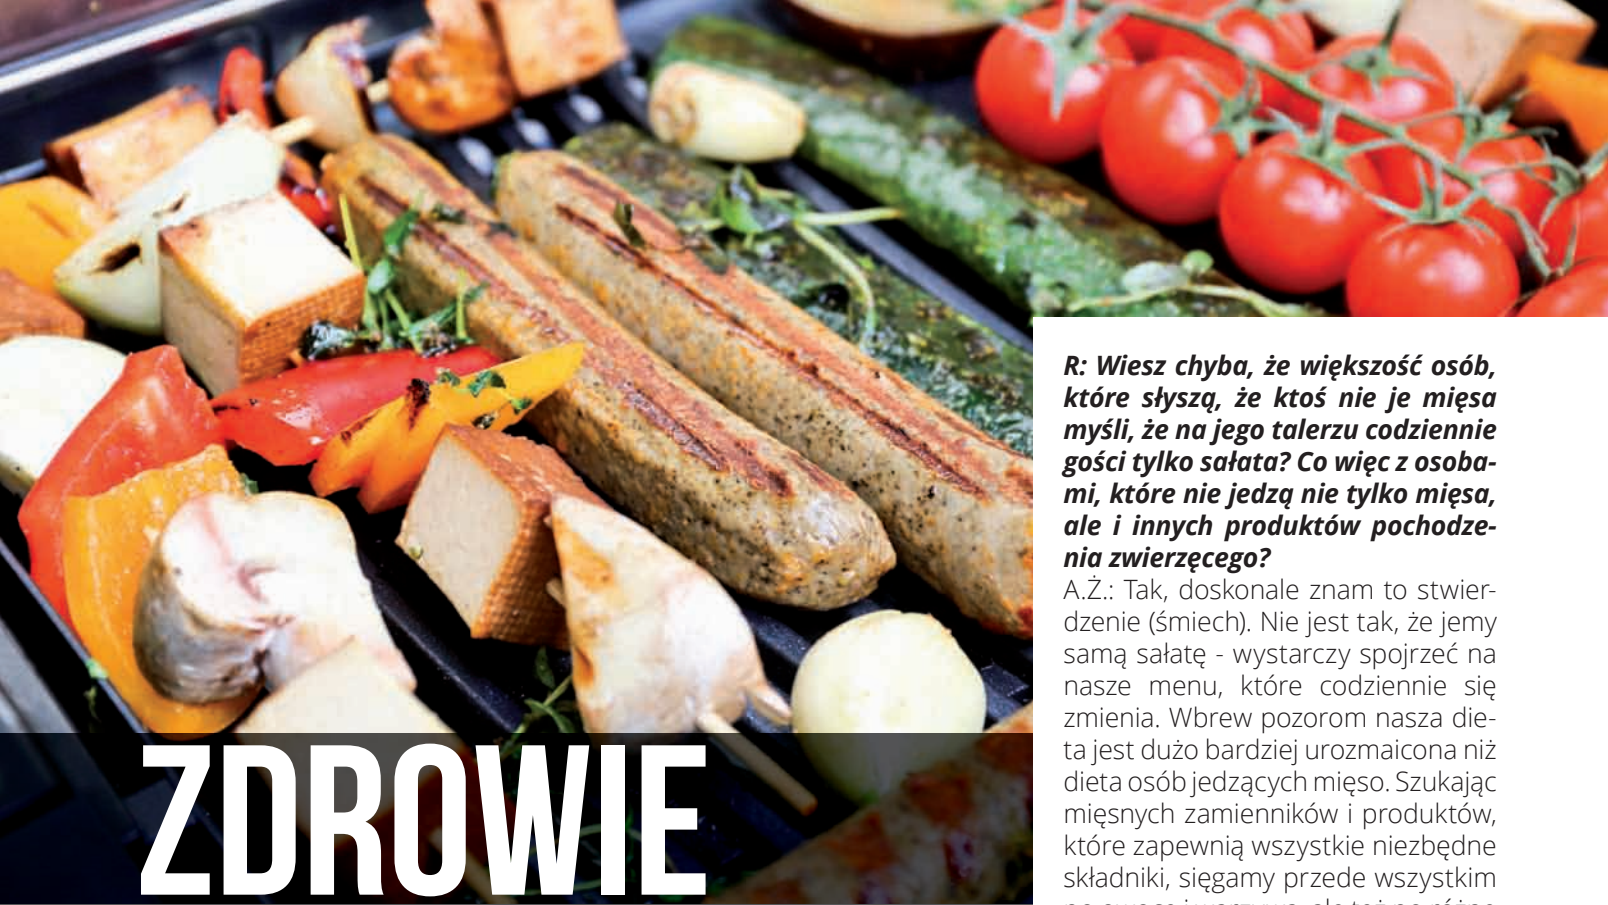 ZDROWIE
R: Wiesz chyba, że większość osób,
które słyszą, że ktoś nie je mięsa
myśli, że na jego talerzu codziennie
gości tylko sałata? Co więc z osoba-
mi, które nie jedzą nie tylko mięsa,
ale i innych produktów pochodze-
nia zwierzęcego?
A.Ż.: Tak, doskonale znam to stwier-
dzenie (śmiech). Nie jest tak, że jemy
samą sałatę - wystarczy spojrzeć na
nasze menu, które codziennie się
zmienia. Wbrew pozorom nasza die-
ta jest dużo bardziej urozmaicona niż
dieta osób jedzących mięso. Szukając
mięsnych zamienników i produktów,
które zapewnią wszystkie niezbędne
składniki, sięgamy przede wszystkim